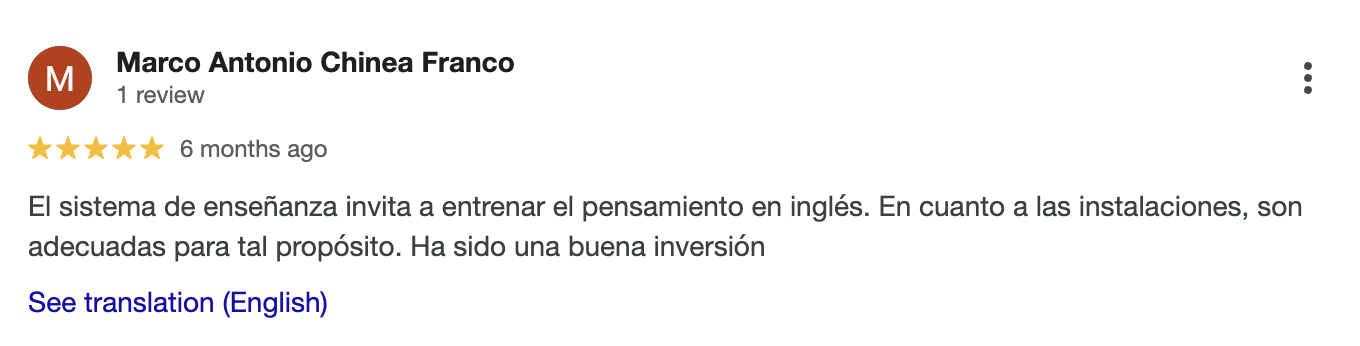 M
Marco Antonio Chinea Franco
1 review
6 months ago
El sistema de enseñanza invita a entrenar el pensamiento en inglés. En cuanto a las instalaciones, son
adecuadas para tal propósito. Ha sido una buena inversión
See translation (English)